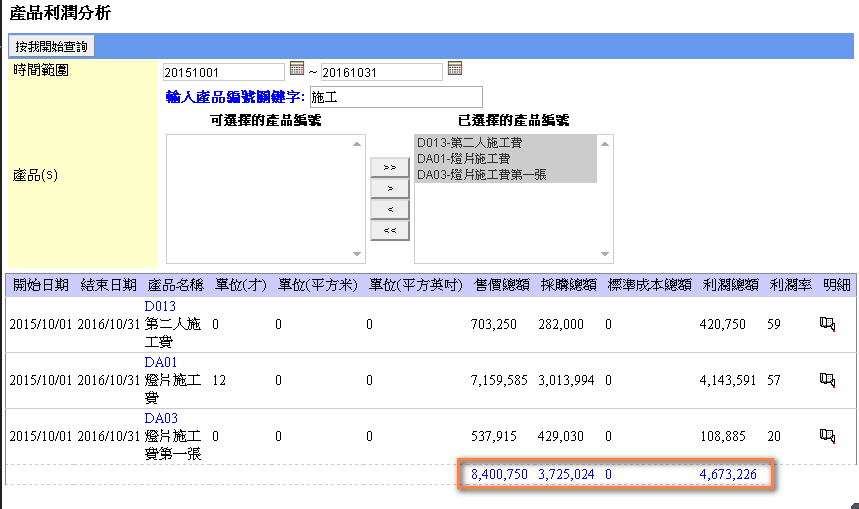 產品利潤分析
按我開始查詢
時間範圍 20151001 ~ 20161031
輸入產品編號關鍵字: 施工
可選擇的產品編號 已選擇的產品編號
產品(s)
D013-第二人施工費
DA01-燈片施工費
DA03-燈片施工費第一張
>>
>
<
<<
開始日期 結束日期 產品名稱 單位(才) 單位(平方米) 單位(平方英吋) 售價總額 採購總額 標準成本總額 利潤總額 利潤率 明細
D013
2015/10/01 2016/10/31 第二人施 0 0 0 703,250 282,000 0 420,750 59
工費
DA01
2015/10/01 2016/10/31 燈片施工 12 0 0 7,159,585 3,013,994 0 4,143,591 57
費
DA03
2015/10/01 2016/10/31 燈片施工 0 0 0 537,915 429,030 0 108,885 20
費第一張
8,400,750 3,725,024 0 4,673,226